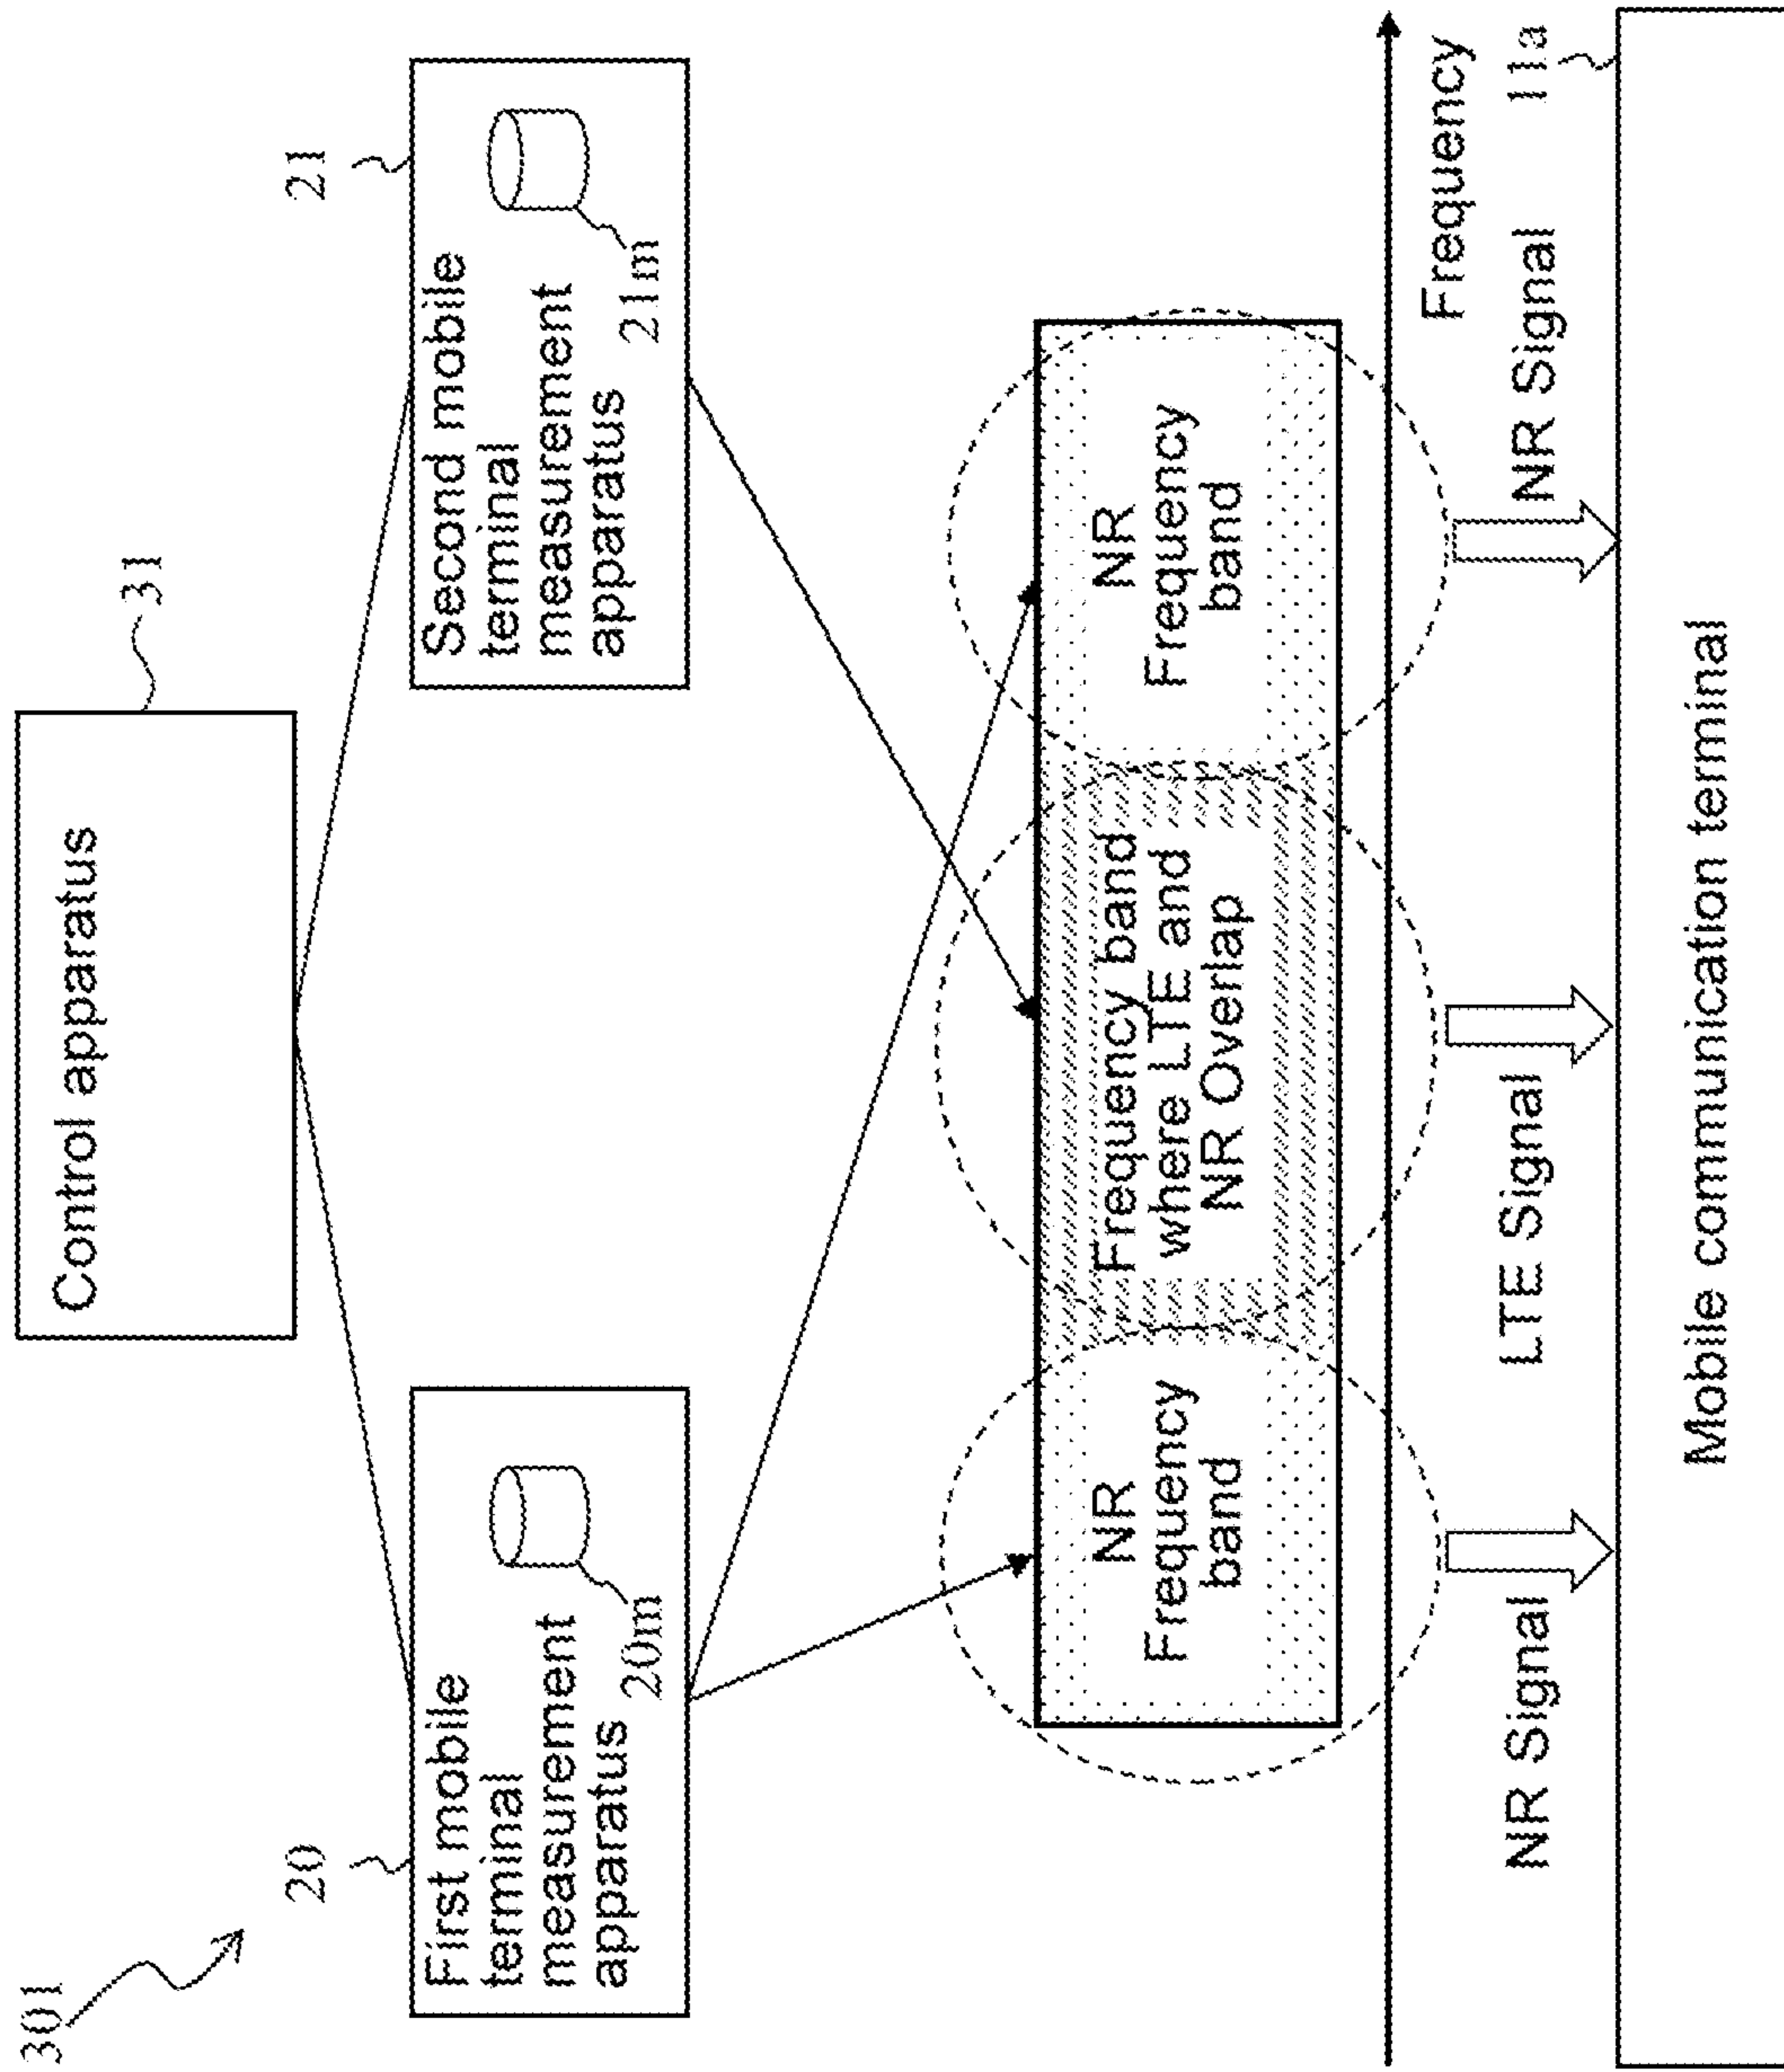 301
Control apparatus
31
20
First mobile
terminal
measurement
apparatus
20m
21
Second mobile
terminal
measurement
apparatus
21m
NR
Frequency
band
Frequency band
where LTE and
NR Overlap
NR
Frequency
band
Frequency
NR Signal
LTE Signal
NR Signal
11a
Mobile communication terminal